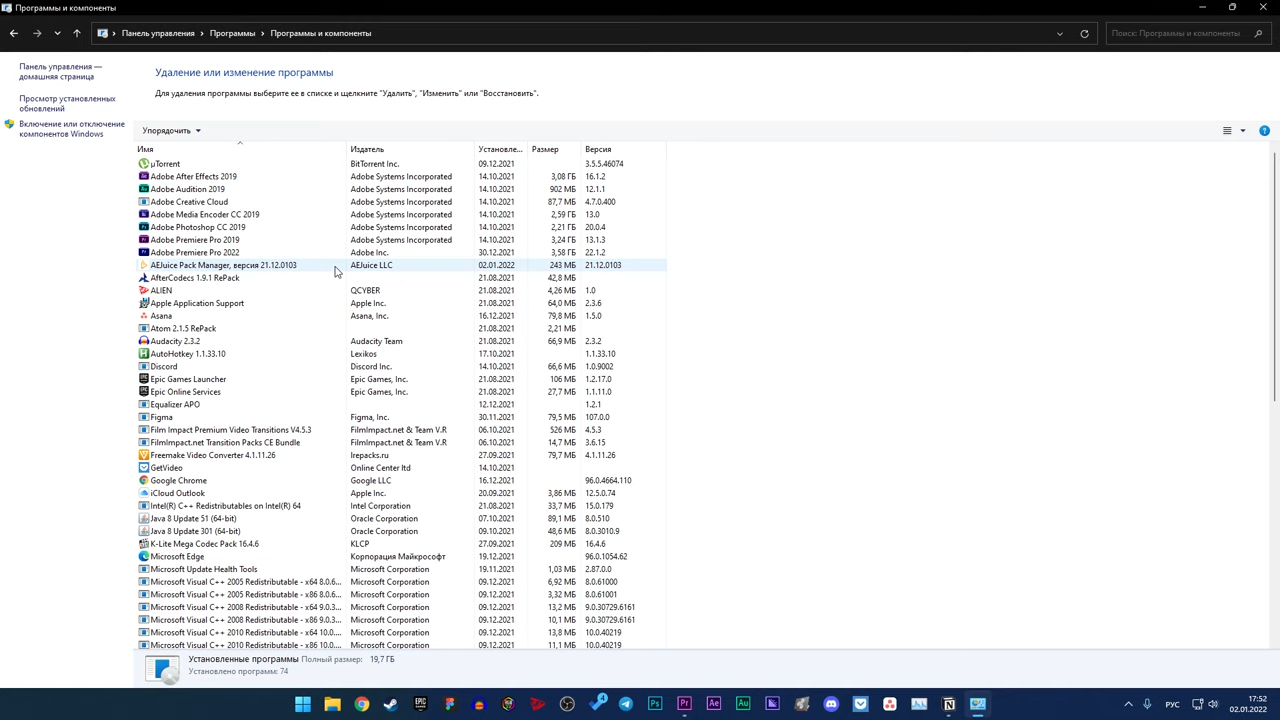 Программы и компоненты
Панель управления Программы Программы и компоненты
Поиск: Программы и компоненты
Панель управления —
домашняя страница
Просмотр установленных
обновлений
Включение или отключение
компонентов Windows
Удаление или изменение программы
Для удаления программы выберите ее в списке и щелкните "Удалить", "Изменить" или "Восстановить".
Упорядочить
Имя Издатель Установле... Размер Версия
µTorrent BitTorrent Inc. 09.12.2021 3.5.5.46074
Adobe After Effects 2019 Adobe Systems Incorporated 14.10.2021 3,08 ГБ 16.1.2
Adobe Audition 2019 Adobe Systems Incorporated 14.10.2021 902 МБ 12.1.1
Adobe Creative Cloud Adobe Systems Incorporated 14.10.2021 87,7 МБ 4.7.0.400
Adobe Media Encoder CC 2019 Adobe Systems Incorporated 14.10.2021 2,59 ГБ 13.0
Adobe Photoshop CC 2019 Adobe Systems Incorporated 14.10.2021 2,21 ГБ 20.0.4
Adobe Premiere Pro 2019 Adobe Systems Incorporated 14.10.2021 3,24 ГБ 13.1.3
Adobe Premiere Pro 2022 Adobe Inc. 30.12.2021 3,58 ГБ 22.1.2
AEJuice Pack Manager, версия 21.12.0103 AEJuice LLC 02.01.2022 243 МБ 21.12.0103
AfterCodecs 1.9.1 RePack 21.08.2021 42,8 МБ
ALIEN QCYBER 21.08.2021 4,26 МБ 1.0
Apple Application Support Apple Inc. 21.08.2021 64,0 МБ 2.3.6
Asana Asana, Inc. 16.12.2021 79,8 МБ 1.5.0
Atom 2.1.5 RePack 21.08.2021 2,21 МБ
Audacity 2.3.2 Audacity Team 21.08.2021 66,9 МБ 2.3.2
AutoHotkey 1.1.33.10 Lexikos 17.10.2021 1.1.33.10
Discord Discord Inc. 14.10.2021 66,6 МБ 1.0.9002
Epic Games Launcher Epic Games, Inc. 21.08.2021 106 МБ 1.2.17.0
Epic Online Services Epic Games, Inc. 21.08.2021 27,7 МБ 1.1.11.0
Equalizer APO 12.12.2021 1.2.1
Figma Figma, Inc. 30.11.2021 79,5 МБ 107.0.0
Film Impact Premium Video Transitions V4.5.3 FilmImpact.net & Team V.R 06.10.2021 526 МБ 4.5.3
FilmImpact.net Transition Packs CE Bundle FilmImpact.net & Team V.R 06.10.2021 14,7 МБ 3.6.15
Freemake Video Converter 4.1.11.26 lrepacks.ru 27.09.2021 79,7 МБ 4.1.11.26
GetVideo Online Center ltd 14.10.2021
Google Chrome Google LLC 16.12.2021 96.0.4664.110
iCloud Outlook Apple Inc. 20.09.2021 3,86 МБ 12.5.0.74
Intel(R) C++ Redistributables on Intel(R) 64 Intel Corporation 21.08.2021 33,7 МБ 15.0.179
Java 8 Update 51 (64-bit) Oracle Corporation 07.10.2021 89,1 МБ 8.0.510
Java 8 Update 301 (64-bit) Oracle Corporation 09.10.2021 48,6 МБ 8.0.3010.9
K-Lite Mega Codec Pack 16.4.6 KLCP 27.09.2021 209 МБ 16.4.6
Microsoft Edge Корпорация Майкрософт 19.12.2021 96.0.1054.62
Microsoft Update Health Tools Microsoft Corporation 19.11.2021 1,03 МБ 2.87.0.0
Microsoft Visual C++ 2005 Redistributable - x64 8.0.6... Microsoft Corporation 09.12.2021 6,92 МБ 8.0.61000
Microsoft Visual C++ 2005 Redistributable - x86 8.0.6... Microsoft Corporation 09.12.2021 3,32 МБ 8.0.61001
Microsoft Visual C++ 2008 Redistributable - x64 9.0.3... Microsoft Corporation 09.12.2021 13,2 МБ 9.0.30729.6161
Microsoft Visual C++ 2008 Redistributable - x86 9.0.3... Microsoft Corporation 09.12.2021 10,1 МБ 9.0.30729.6161
Microsoft Visual C++ 2010 Redistributable - x64 10.0.... Microsoft Corporation 09.12.2021 13,8 МБ 10.0.40219
Microsoft Visual C++ 2010 Redistributable - x86 10.0.... Microsoft Corporation 09.12.2021 11,1 МБ 10.0.40219
Установленные программы Полный размер: 19,7 ГБ
Установлено программ: 74
EPIC
4
Ps Pr Ae Au
РУС
17:52
02.01.2022